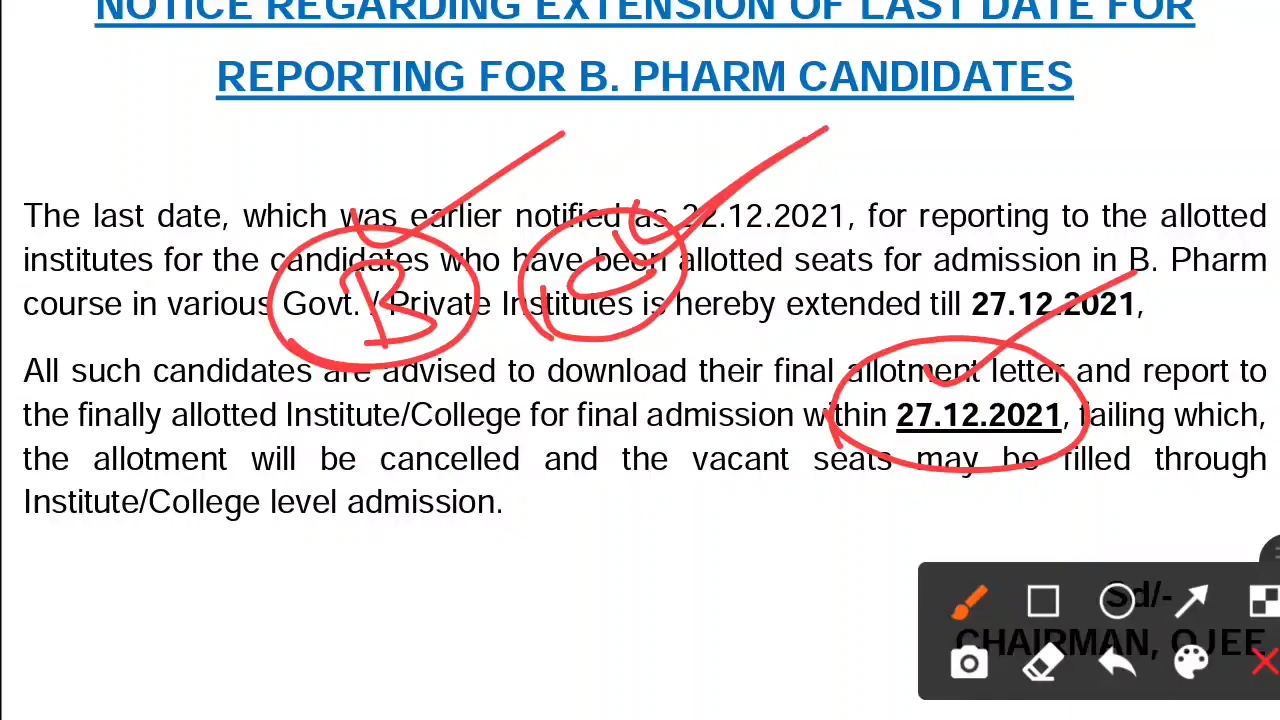 NOTICE REGARDING EXTENSION OF LAST DATE FOR
REPORTING FOR B. PHARM CANDIDATES
The last date, which was earlier notified as 22.12.2021, for reporting to the allotted
institutes for the candidates who have been allotted seats for admission in B. Pharm
course in various Govt. / Private Institutes is hereby extended till 27.12.2021,
B
C
All such candidates are advised to download their final allotment letter and report to
the finally allotted Institute/College for final admission within 27.12.2021, failing which,
the allotment will be cancelled and the vacant seats may be filled through
Institute/College level admission.
Sd/-
CHAIRMAN, OJEE